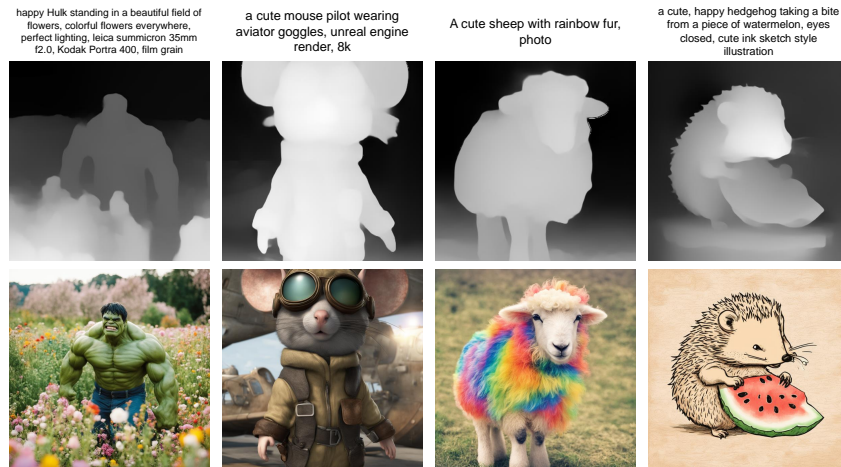 happy Hulk standing in a beautiful field of
flowers, colorful flowers everywhere,
perfect lighting, leica summicron 35mm
f2.0, Kodak Portra 400, film grain
a cute mouse pilot wearing
aviator goggles, unreal engine
render, 8k
A cute sheep with rainbow fur,
photo
a cute, happy hedgehog taking a bite
from a piece of watermelon, eyes
closed, cute ink sketch style
illustration